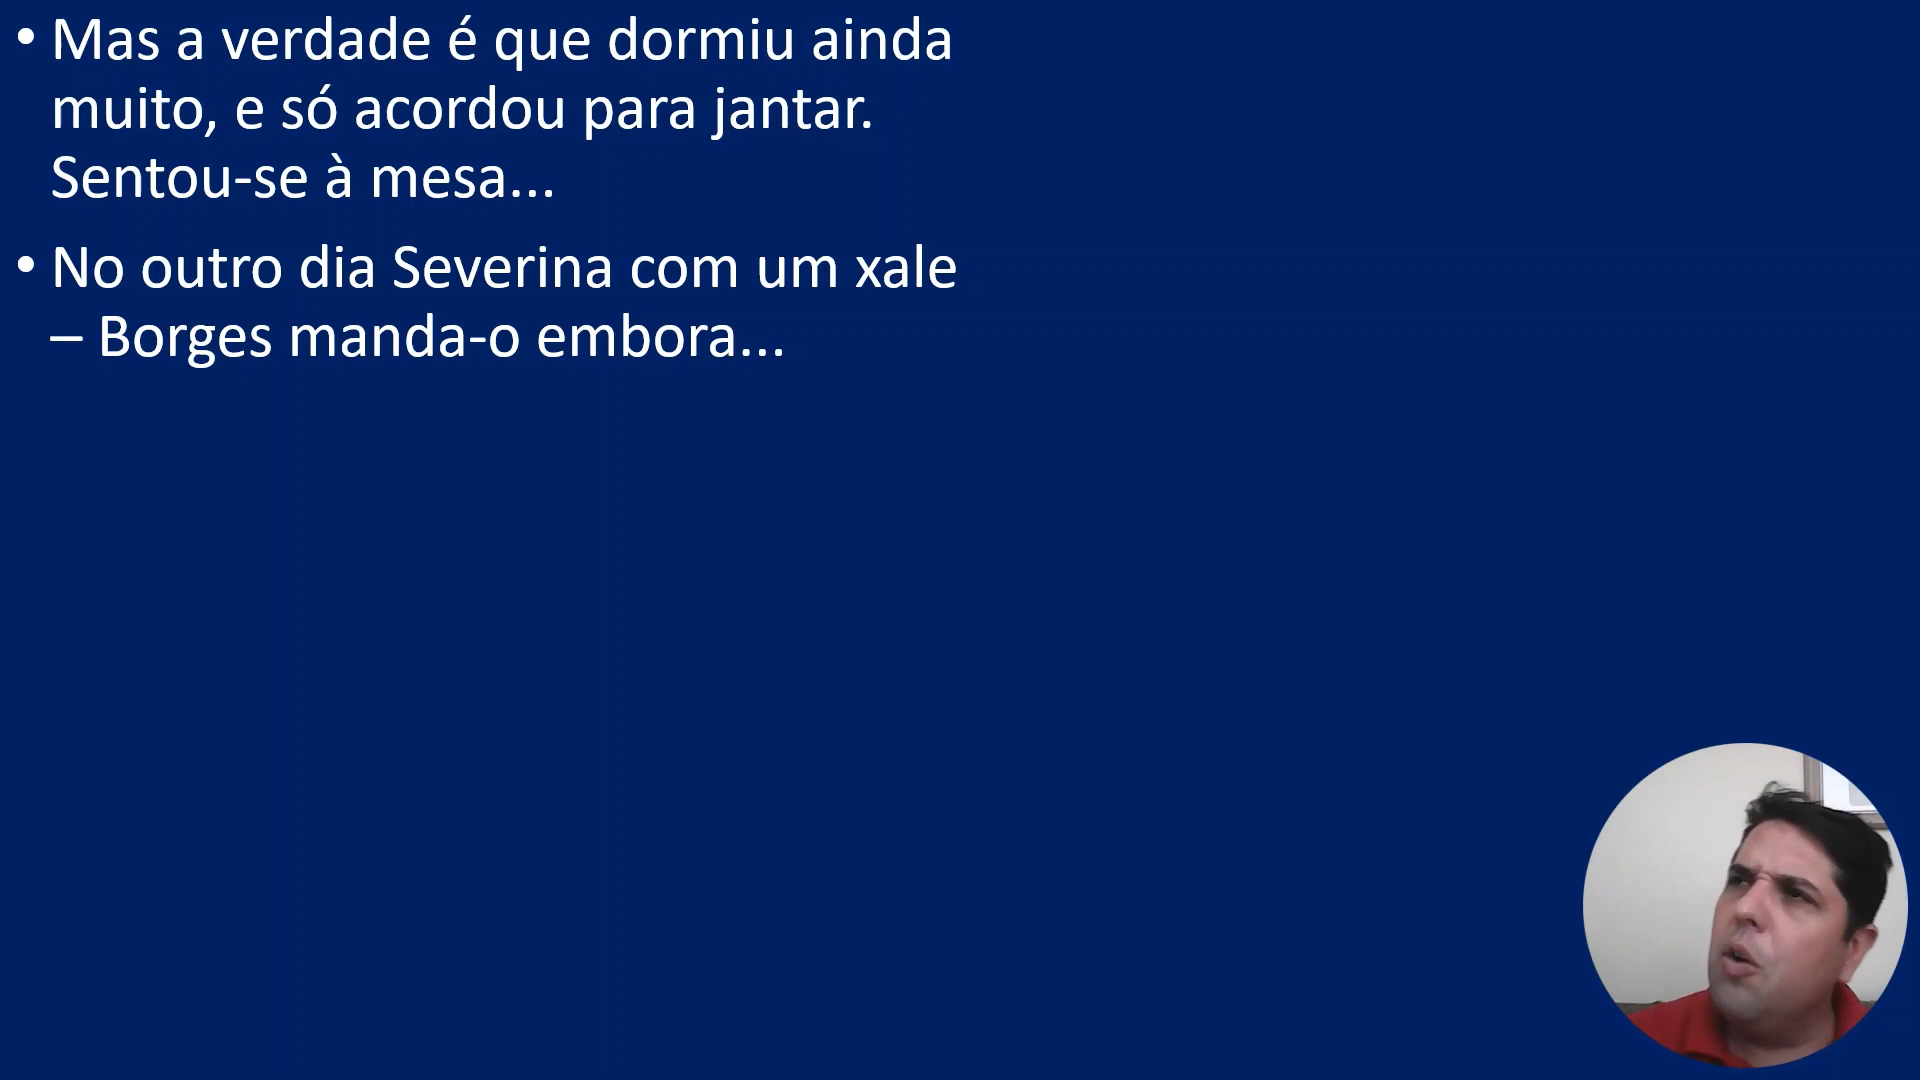 • Mas a verdade é que dormiu ainda
muito, e só acordou para jantar.
Sentou-se à mesa...
• No outro dia Severina com um xale
– Borges manda-o embora...